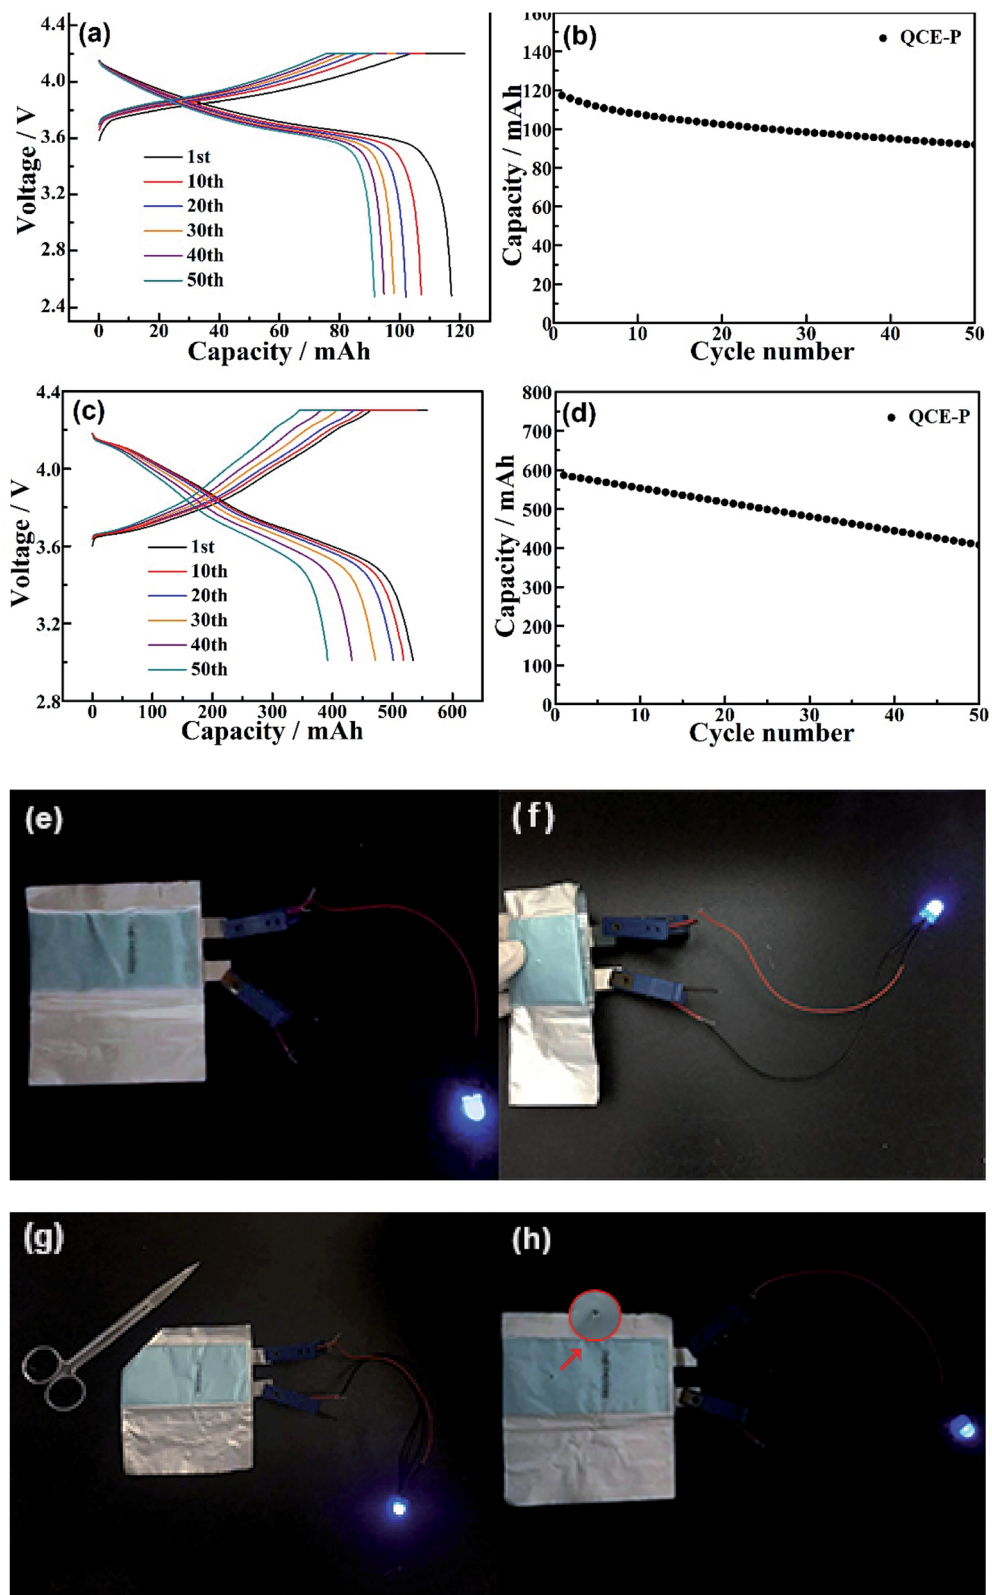 (a)
4.4
4.0
3.6
3.2
2.8
2.4
Voltage / V
1st
10th
20th
30th
40th
50th
0 20 40 60 80 100 120
Capacity / mAh
(b)
QCE-P
160
140
120
100
80
60
40
20
0
Capacity / mAh
0 10 20 30 40 50
Cycle number
(c)
4.4
4.0
3.6
3.2
2.8
Voltage / V
1st
10th
20th
30th
40th
50th
0 100 200 300 400 500 600
Capacity / mAh
(d)
QCE-P
800
700
600
500
400
300
200
100
0
Capacity / mAh
0 10 20 30 40 50
Cycle number
(e)
(f)
(g)
(h)